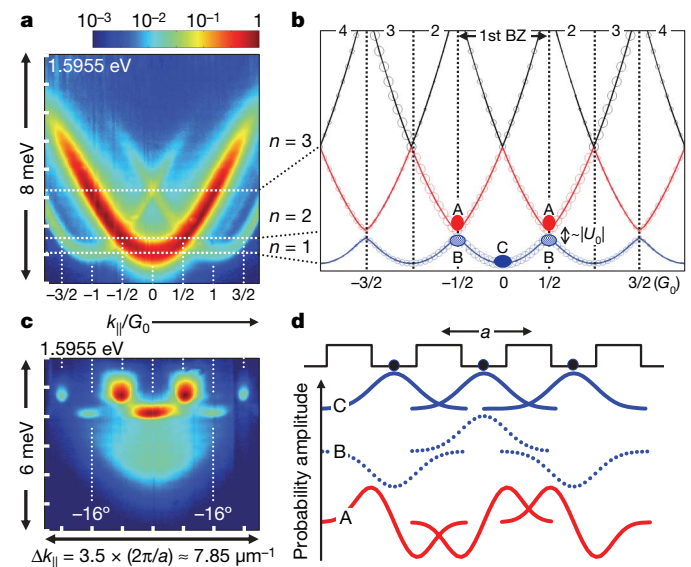 a
10⁻³ 10⁻² 10⁻¹ 1
1.5955 eV
8 meV
n = 3
n = 2
n = 1
−3/2 −1 −1/2 0 1/2 1 3/2
k||/G₀
b
4 3 2 1st BZ 2 3 4
A A
~|U₀|
B C B
−3/2 −1/2 0 1/2 3/2 (G₀)
c
1.5955 eV
6 meV
−16° −16°
Δk|| = 3.5 × (2π/a) ≈ 7.85 μm⁻¹
d
a
Probability amplitude
C
B
A